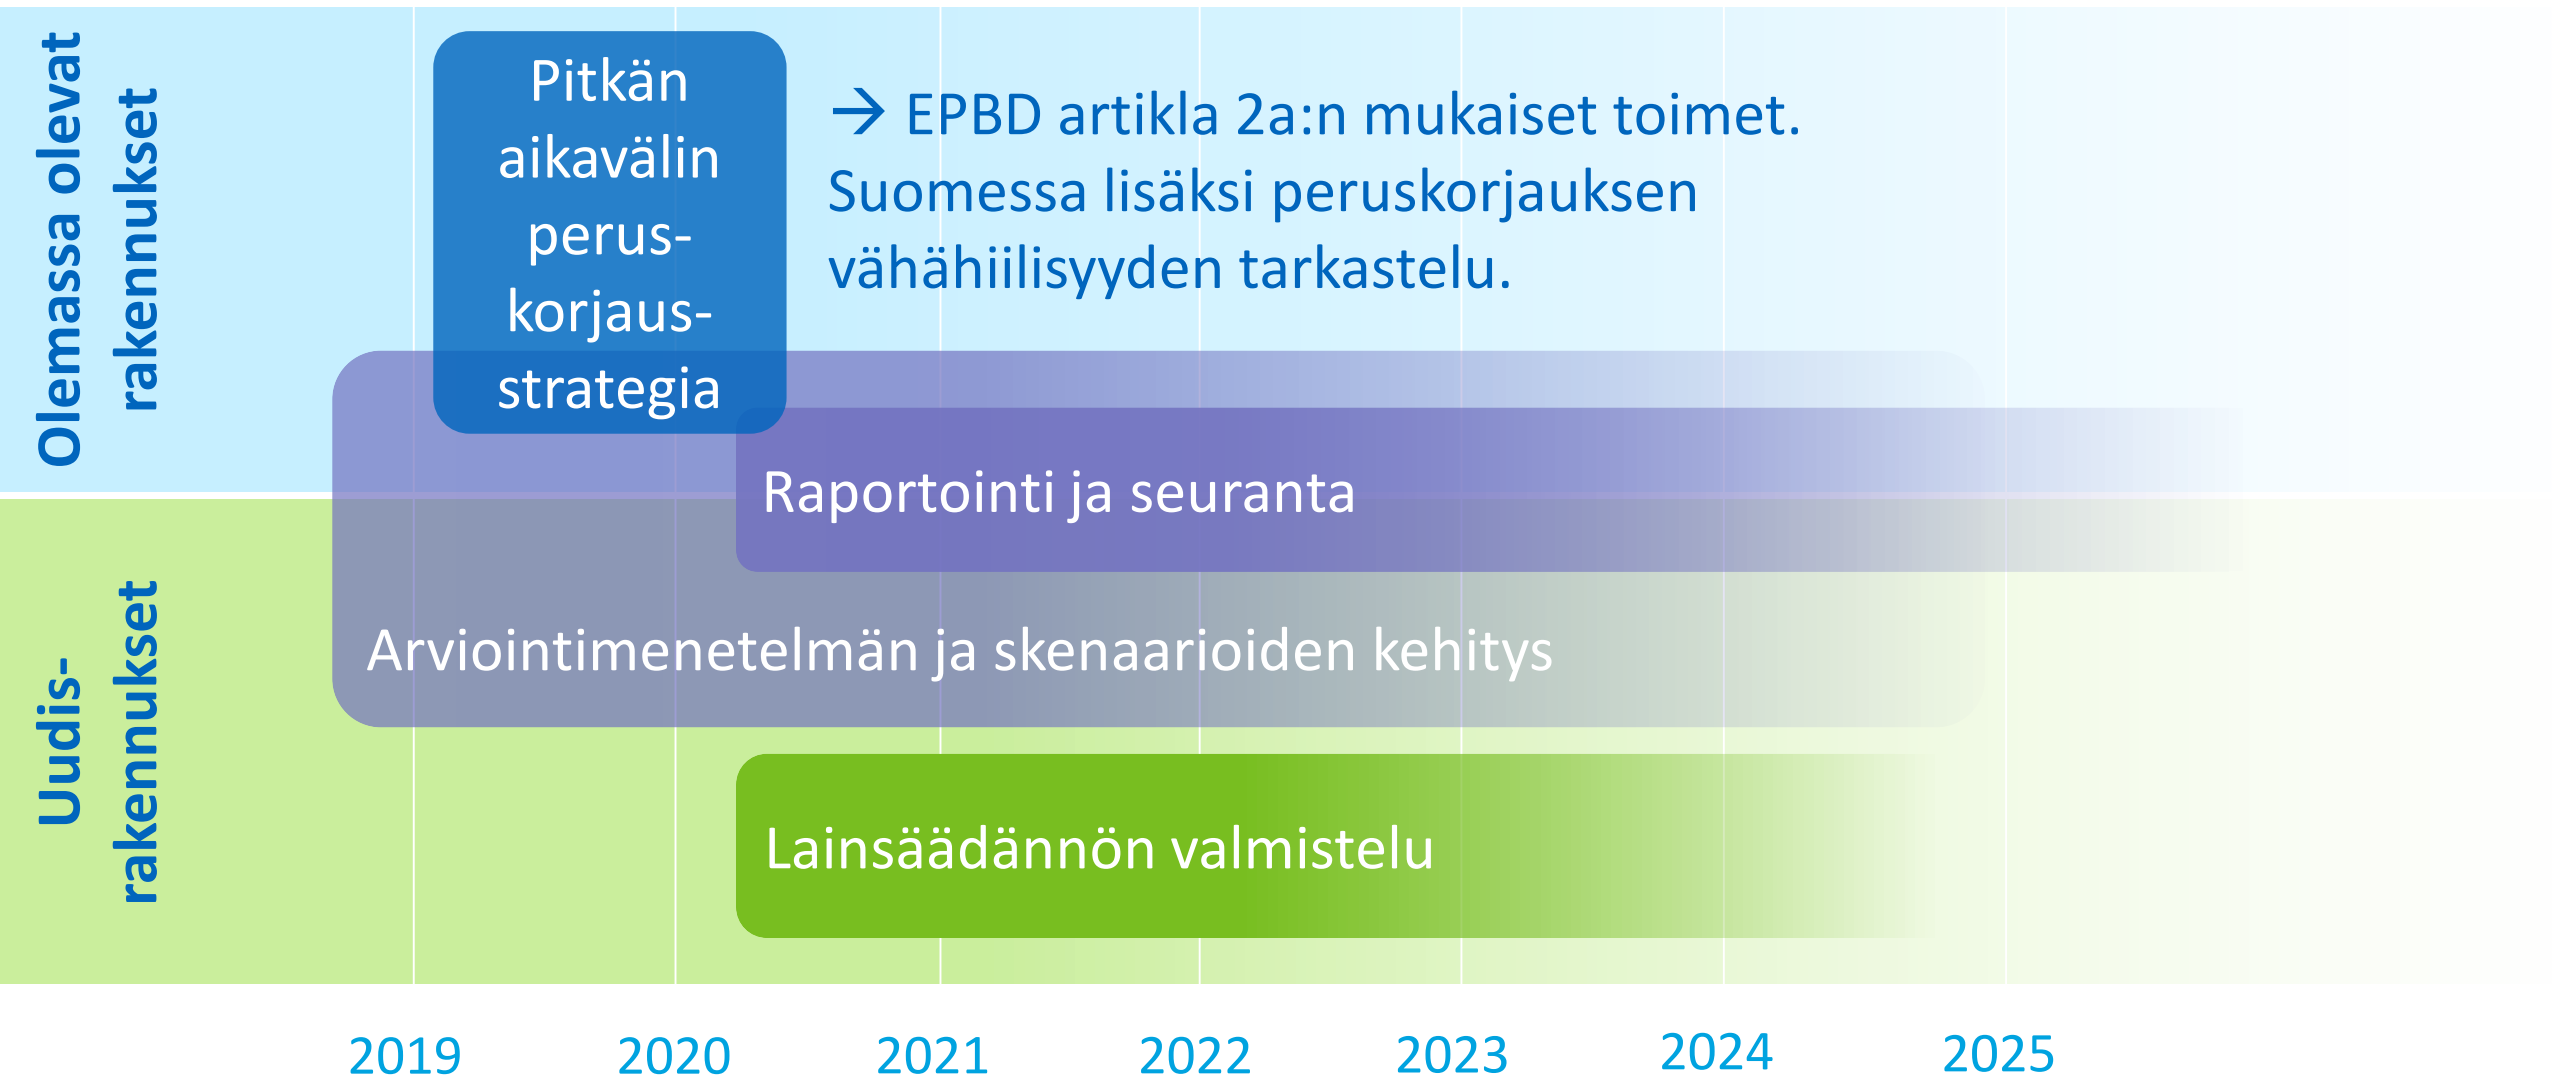 Olemassa olevat
rakennukset
Pitkän
aikavälin
perus-
korjaus-
strategia
→ EPBD artikla 2a:n mukaiset toimet.
Suomessa lisäksi peruskorjauksen
vähähiilisyyden tarkastelu.
Raportointi ja seuranta
Uudis-
rakennukset
Arviointimenetelmän ja skenaarioiden kehitys
Lainsäädännön valmistelu
2019 2020 2021 2022 2023 2024 2025